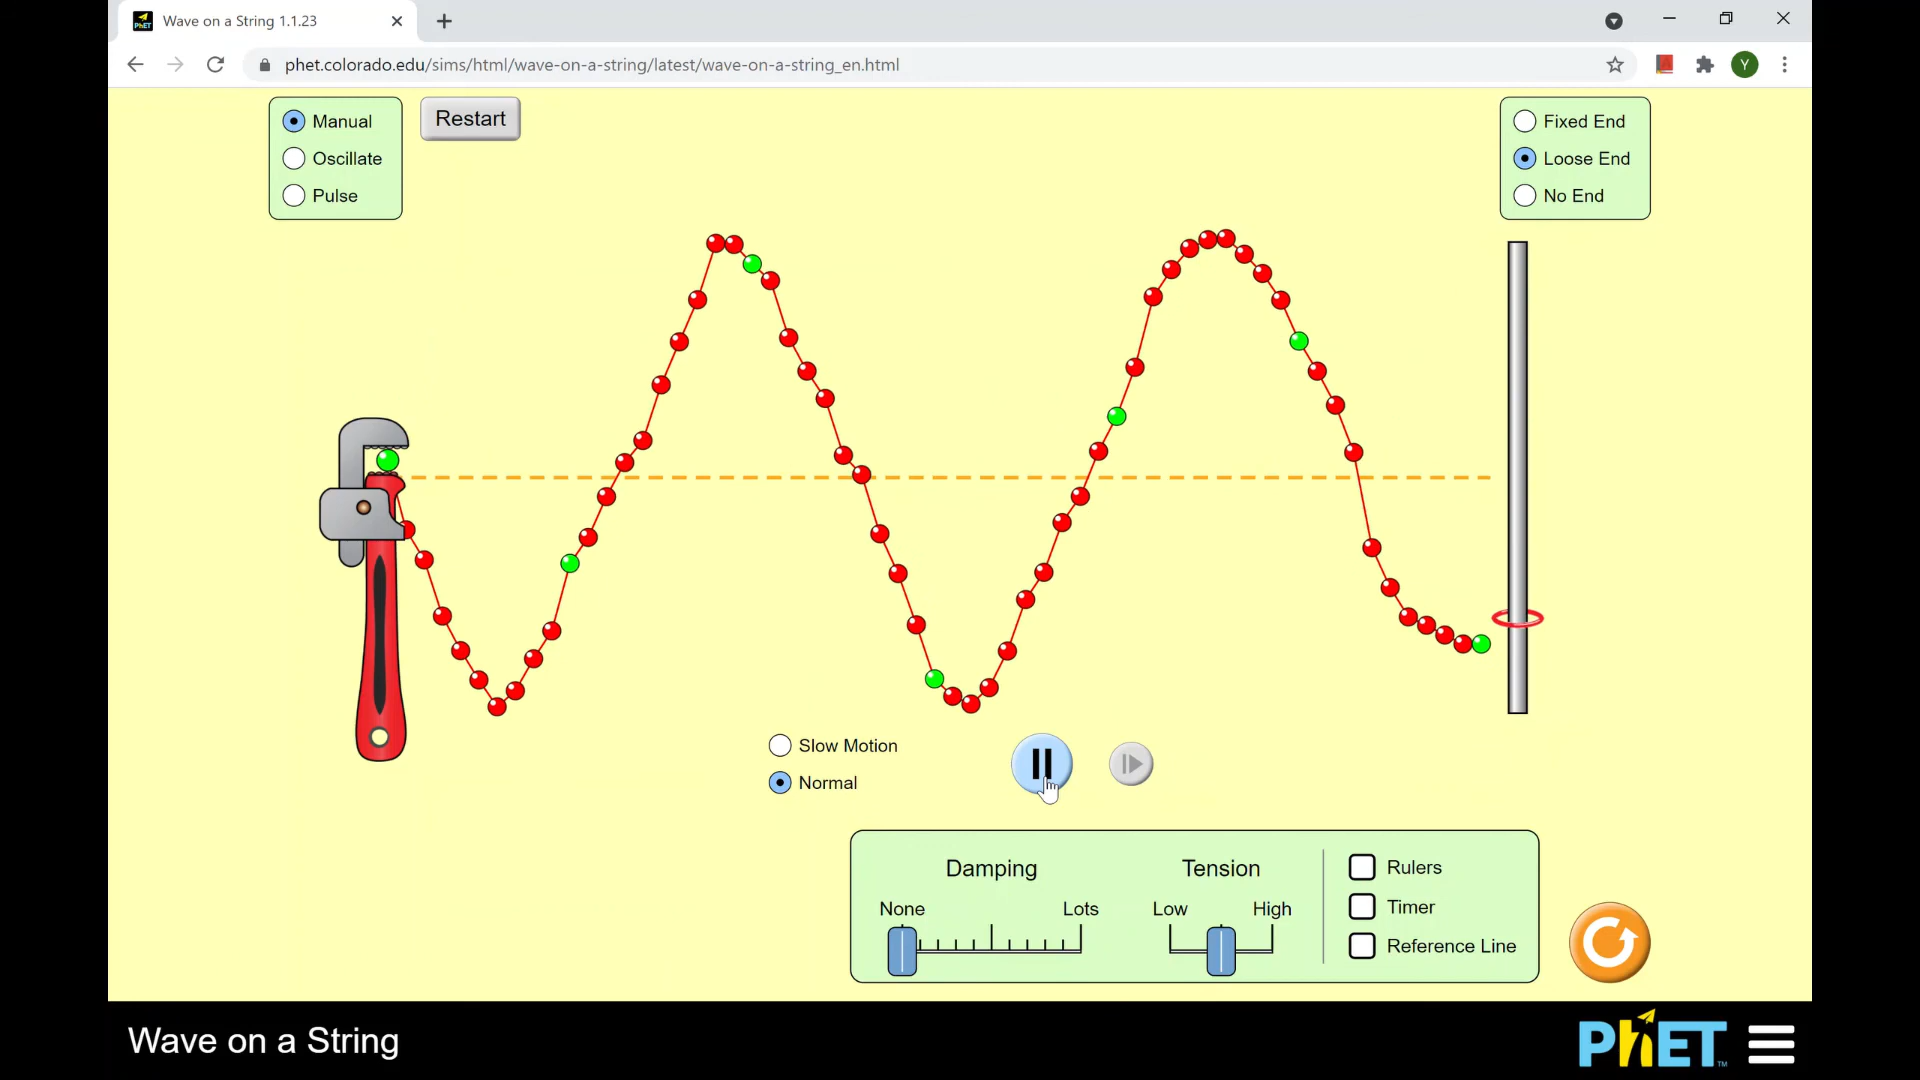 Wave on a String 1.1.23
phet.colorado.edu/sims/html/wave-on-a-string/latest/wave-on-a-string_en.html
Y
Manual
Oscillate
Pulse
Restart
Fixed End
Loose End
No End
Slow Motion
Normal
Damping
None
Lots
Tension
Low
High
Rulers
Timer
Reference Line
Wave on a String
PhET™